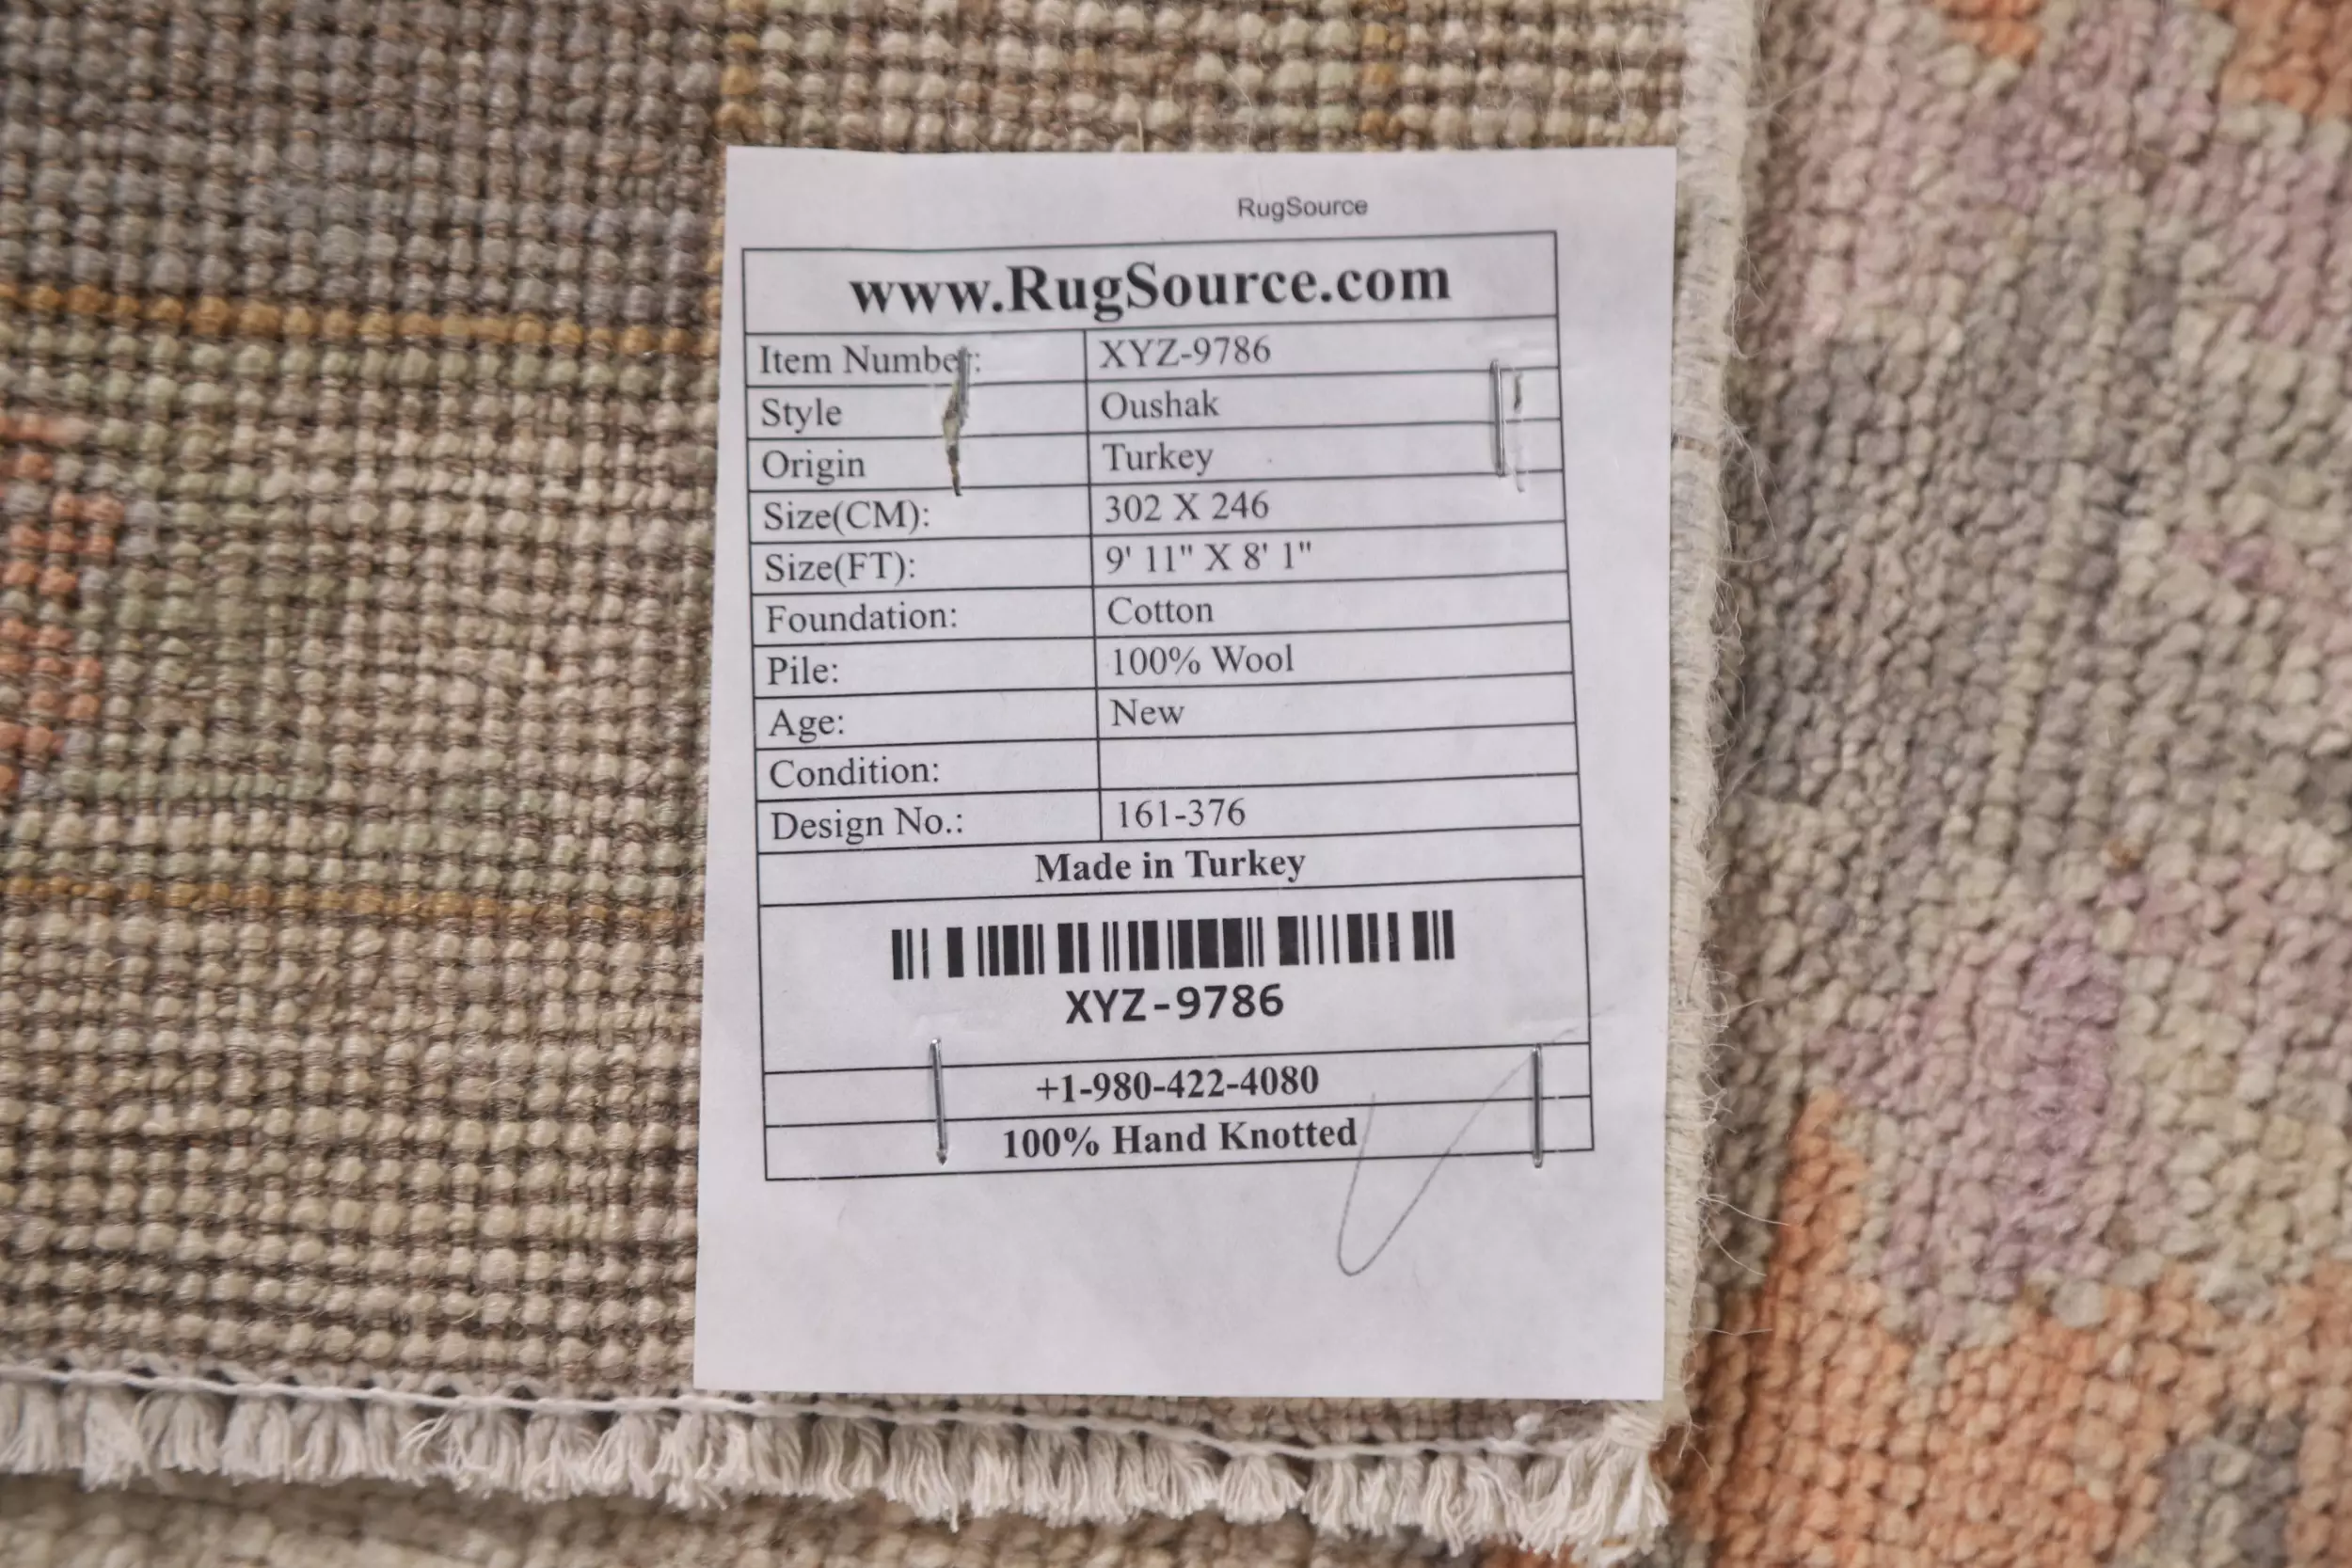 RugSource
www.RugSource.com
Item Number: XYZ-9786
Style Oushak
Origin Turkey
Size(CM): 302 X 246
Size(FT): 9' 11" X 8' 1"
Foundation: Cotton
Pile: 100% Wool
Age: New
Condition:
Design No.: 161-376
Made in Turkey
XYZ-9786
+1-980-422-4080
100% Hand Knotted